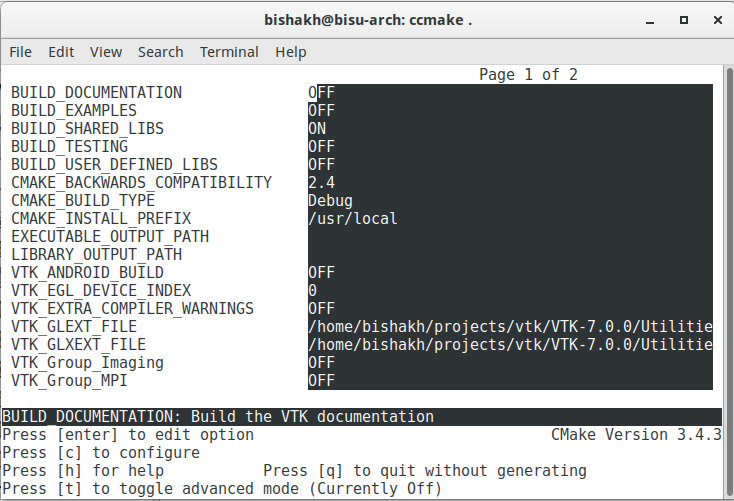 bishakh@bisu-arch: ccmake .
File Edit View Search Terminal Help
Page 1 of 2
BUILD_DOCUMENTATION OFF
BUILD_EXAMPLES OFF
BUILD_SHARED_LIBS ON
BUILD_TESTING OFF
BUILD_USER_DEFINED_LIBS OFF
CMAKE_BACKWARDS_COMPATIBILITY 2.4
CMAKE_BUILD_TYPE Debug
CMAKE_INSTALL_PREFIX /usr/local
EXECUTABLE_OUTPUT_PATH
LIBRARY_OUTPUT_PATH
VTK_ANDROID_BUILD OFF
VTK_EGL_DEVICE_INDEX 0
VTK_EXTRA_COMPILER_WARNINGS OFF
VTK_GLEXT_FILE /home/bishakh/projects/vtk/VTK-7.0.0/Utilitie
VTK_GLXEXT_FILE /home/bishakh/projects/vtk/VTK-7.0.0/Utilitie
VTK_Group_Imaging OFF
VTK_Group_MPI OFF
BUILD_DOCUMENTATION: Build the VTK documentation
Press [enter] to edit option CMake Version 3.4.3
Press [c] to configure
Press [h] for help Press [q] to quit without generating
Press [t] to toggle advanced mode (Currently Off)